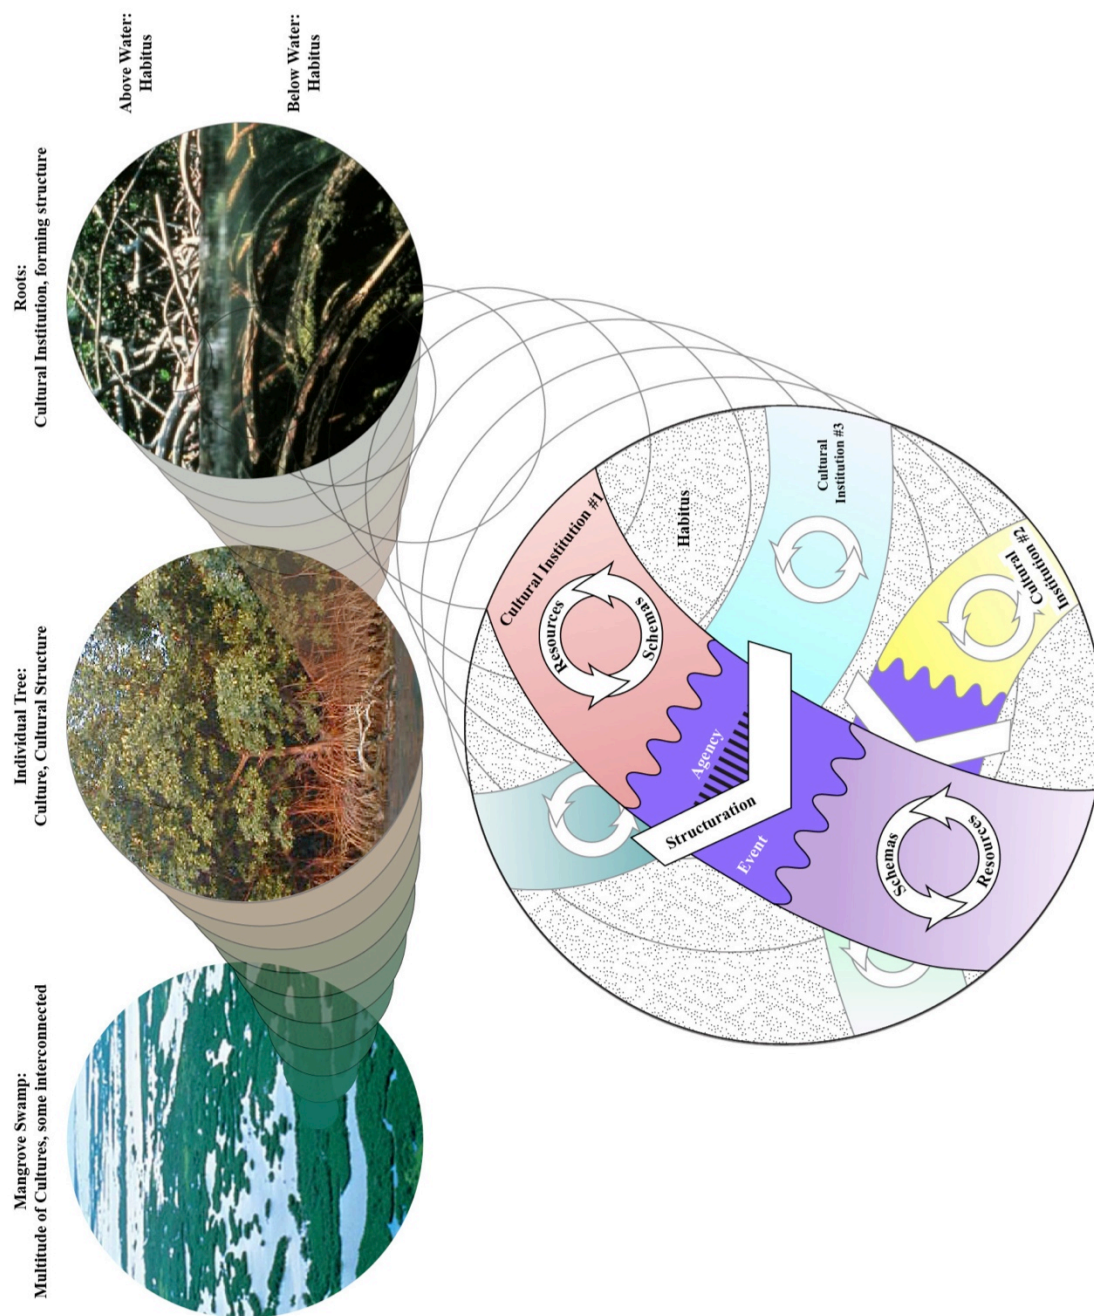 Mangrove Swamp:
Multitude of Cultures, some interconnected
Individual Tree:
Culture, Cultural Structure
Roots:
Cultural Institution, forming structure
Above Water:
Habitus
Below Water:
Habitus
Cultural Institution #1
Resources
Schemas
Habitus
Cultural
Institution #3
Cultural
Institution #2
Agency
Structuration
Event
Schemas
Resources